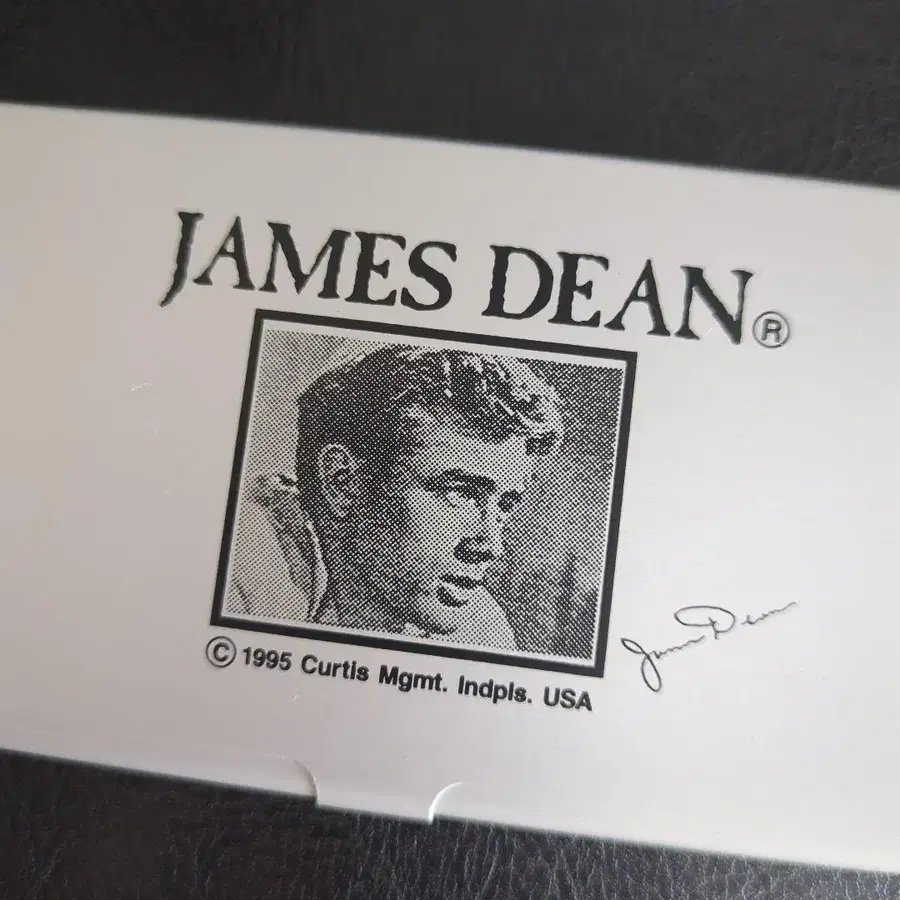 JAMES DEAN®
© 1995 Curtis Mgmt. Indpls. USA
James Dean